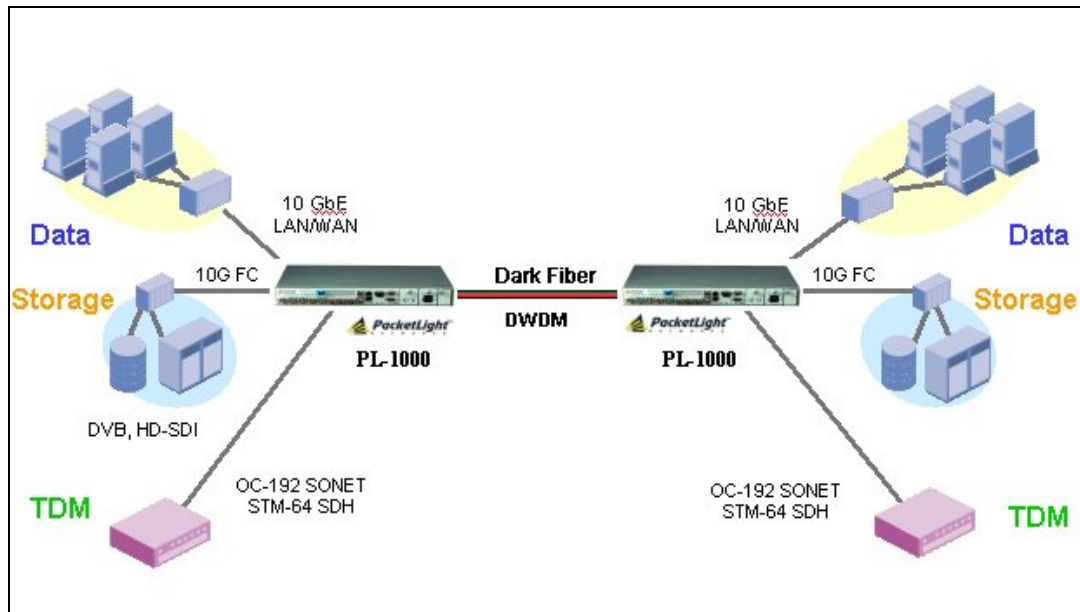 10 GbE
LAN/WAN
Data
10G FC
Storage
DVB, HD-SDI
PacketLight
PL-1000
OC-192 SONET
STM-64 SDH
TDM
Dark Fiber
DWDM
10 GbE
LAN/WAN
Data
10G FC
Storage
PacketLight
PL-1000
OC-192 SONET
STM-64 SDH
TDM